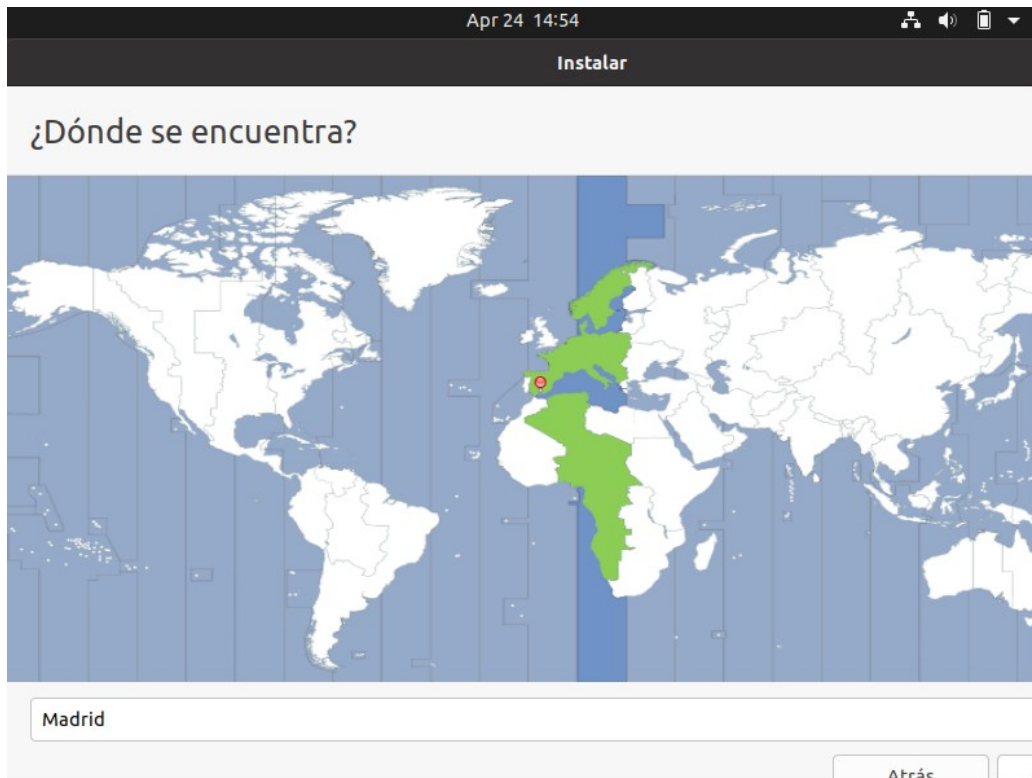 Apr 24 14:54
Instalar
¿Dónde se encuentra?
Madrid
Atrás